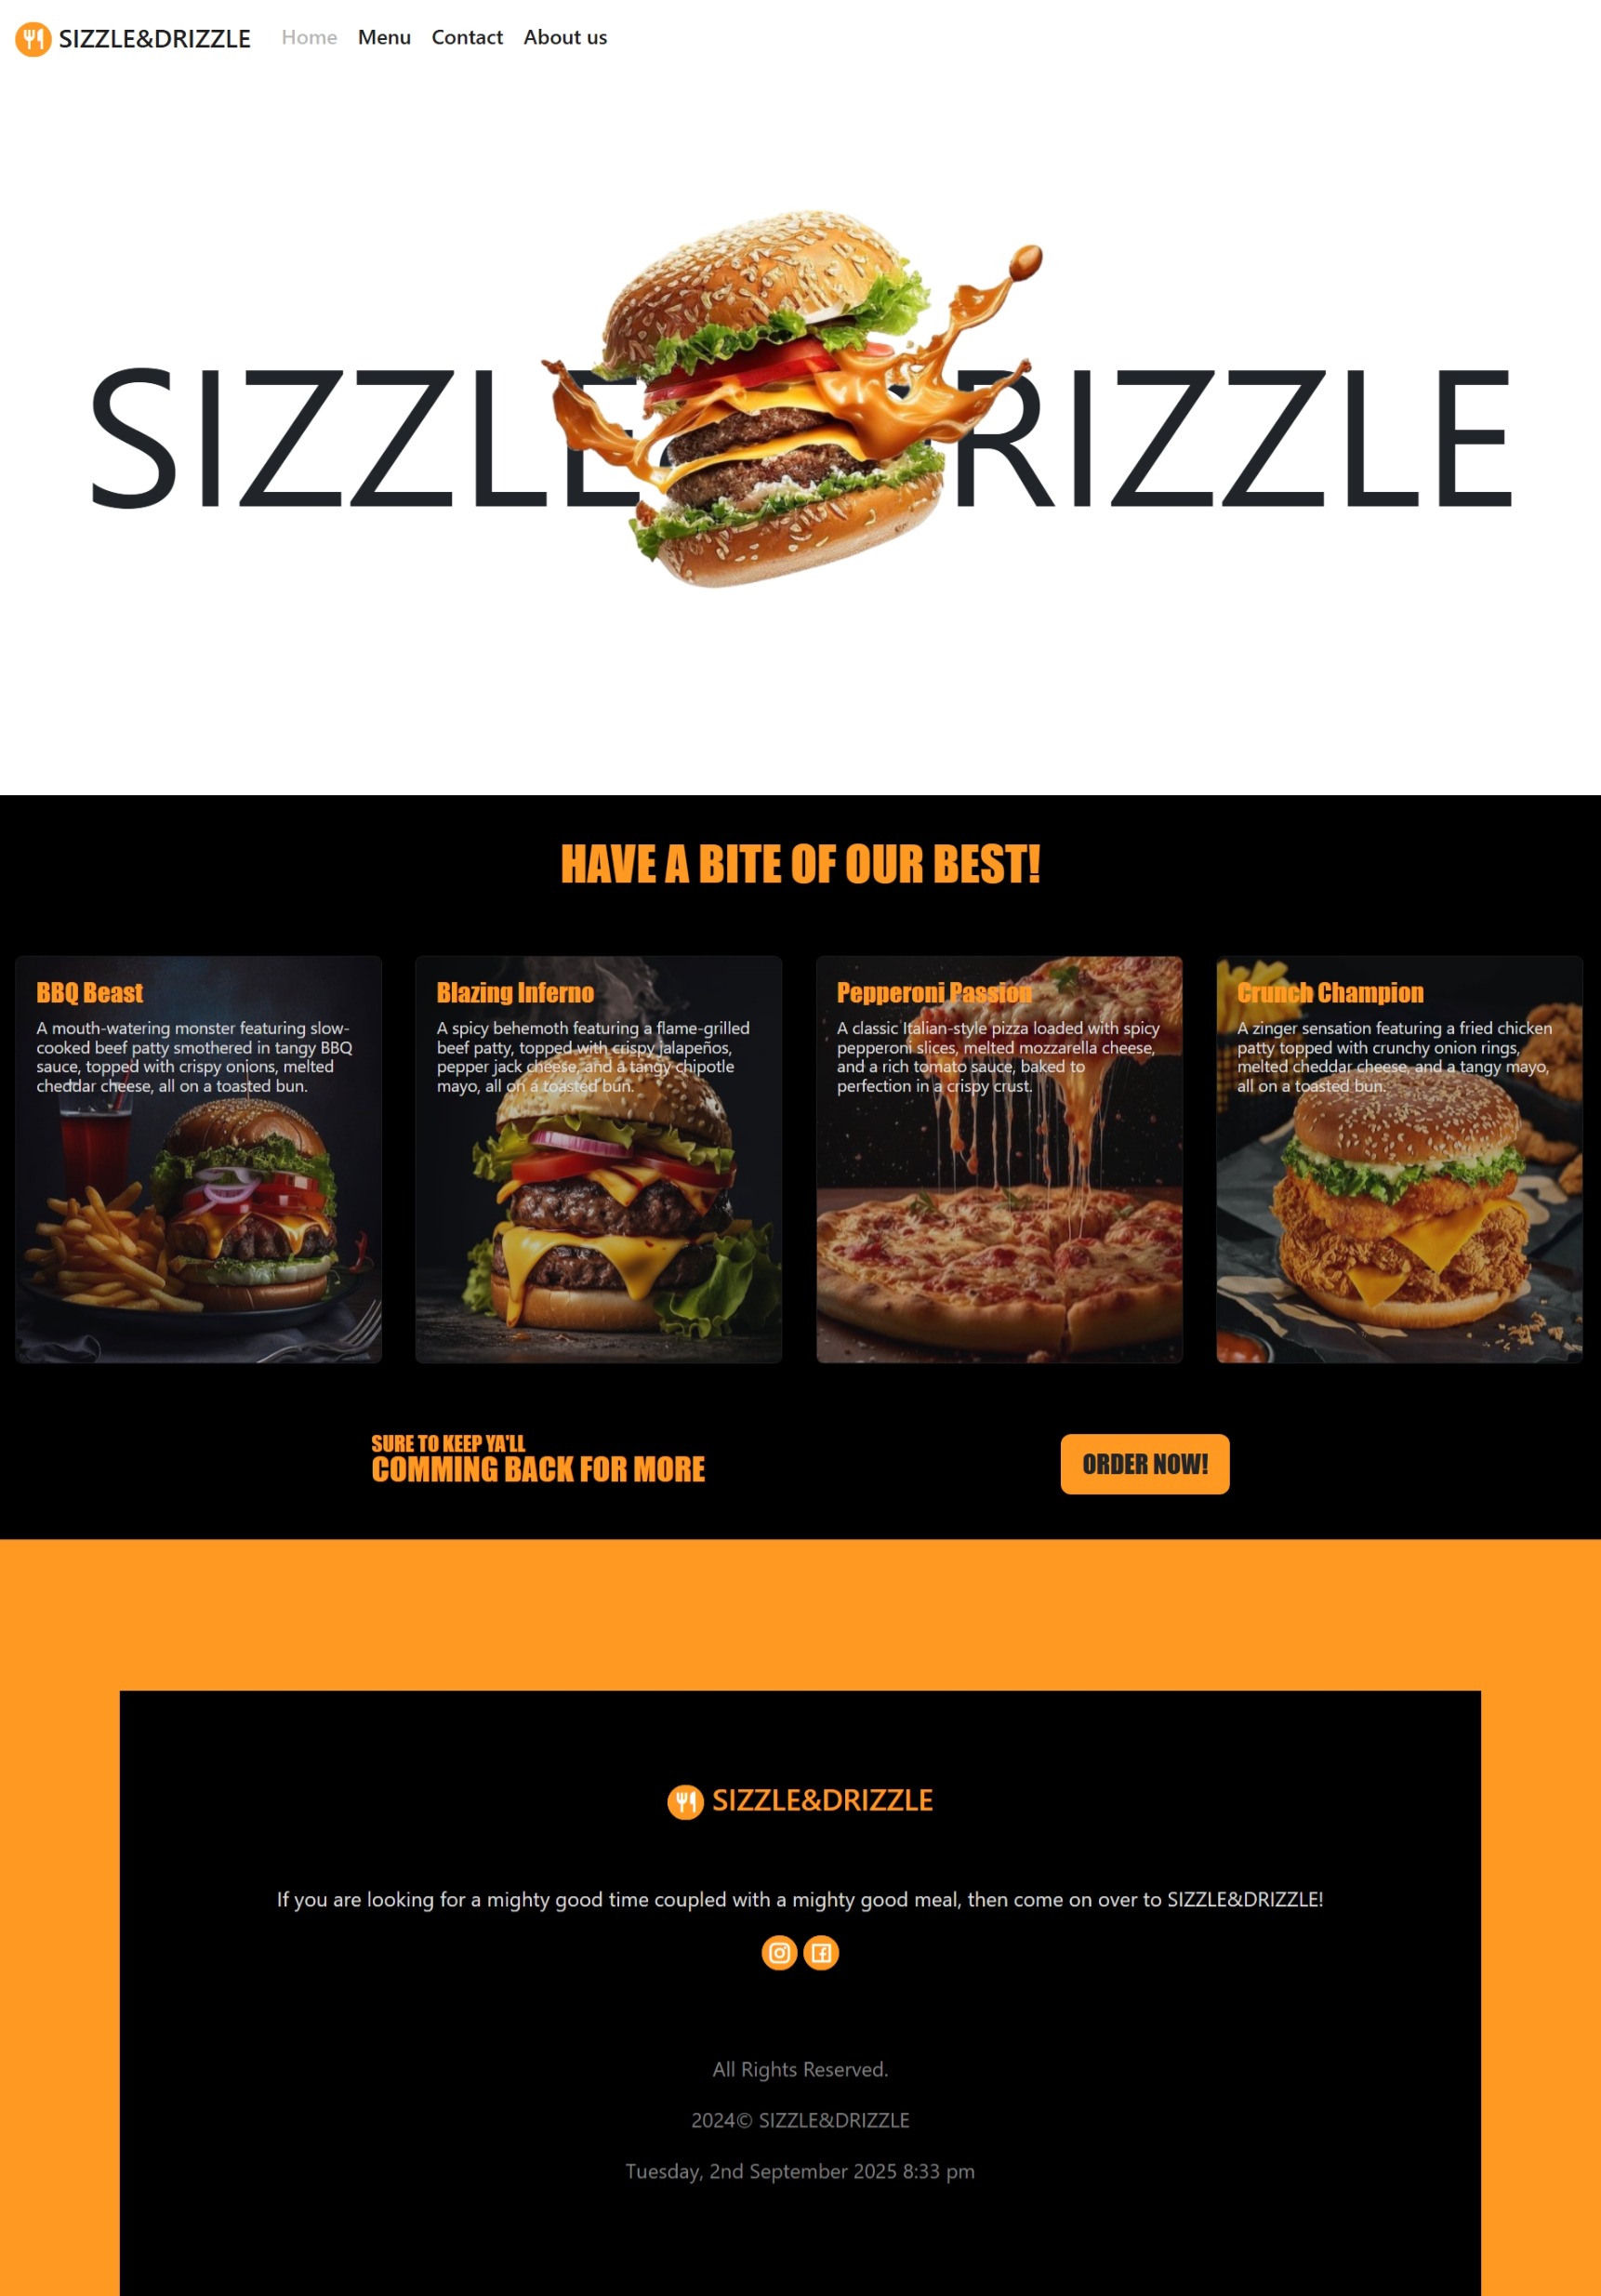 SIZZLE&DRIZZLE Home Menu Contact About us
SIZZLE RIZZLE
HAVE A BITE OF OUR BEST!
BBQ Beast
A mouth-watering monster featuring slow-
cooked beef patty smothered in tangy BBQ
sauce, topped with crispy onions, melted
cheddar cheese, all on a toasted bun.
Blazing Inferno
A spicy behemoth featuring a flame-grilled
beef patty, topped with crispy jalapeños,
pepper jack cheese, and a tangy chipotle
mayo, all on a toasted bun.
Pepperoni Passion
A classic Italian-style pizza loaded with spicy
pepperoni slices, melted mozzarella cheese,
and a rich tomato sauce, baked to
perfection in a crispy crust.
Crunch Champion
A zinger sensation featuring a fried chicken
patty topped with crunchy onion rings,
melted cheddar cheese, and a tangy mayo,
all on a toasted bun.
SURE TO KEEP YA'LL
COMMING BACK FOR MORE
ORDER NOW!
SIZZLE&DRIZZLE
If you are looking for a mighty good time coupled with a mighty good meal, then come on over to SIZZLE&DRIZZLE!
All Rights Reserved.
2024© SIZZLE&DRIZZLE
Tuesday, 2nd September 2025 8:33 pm